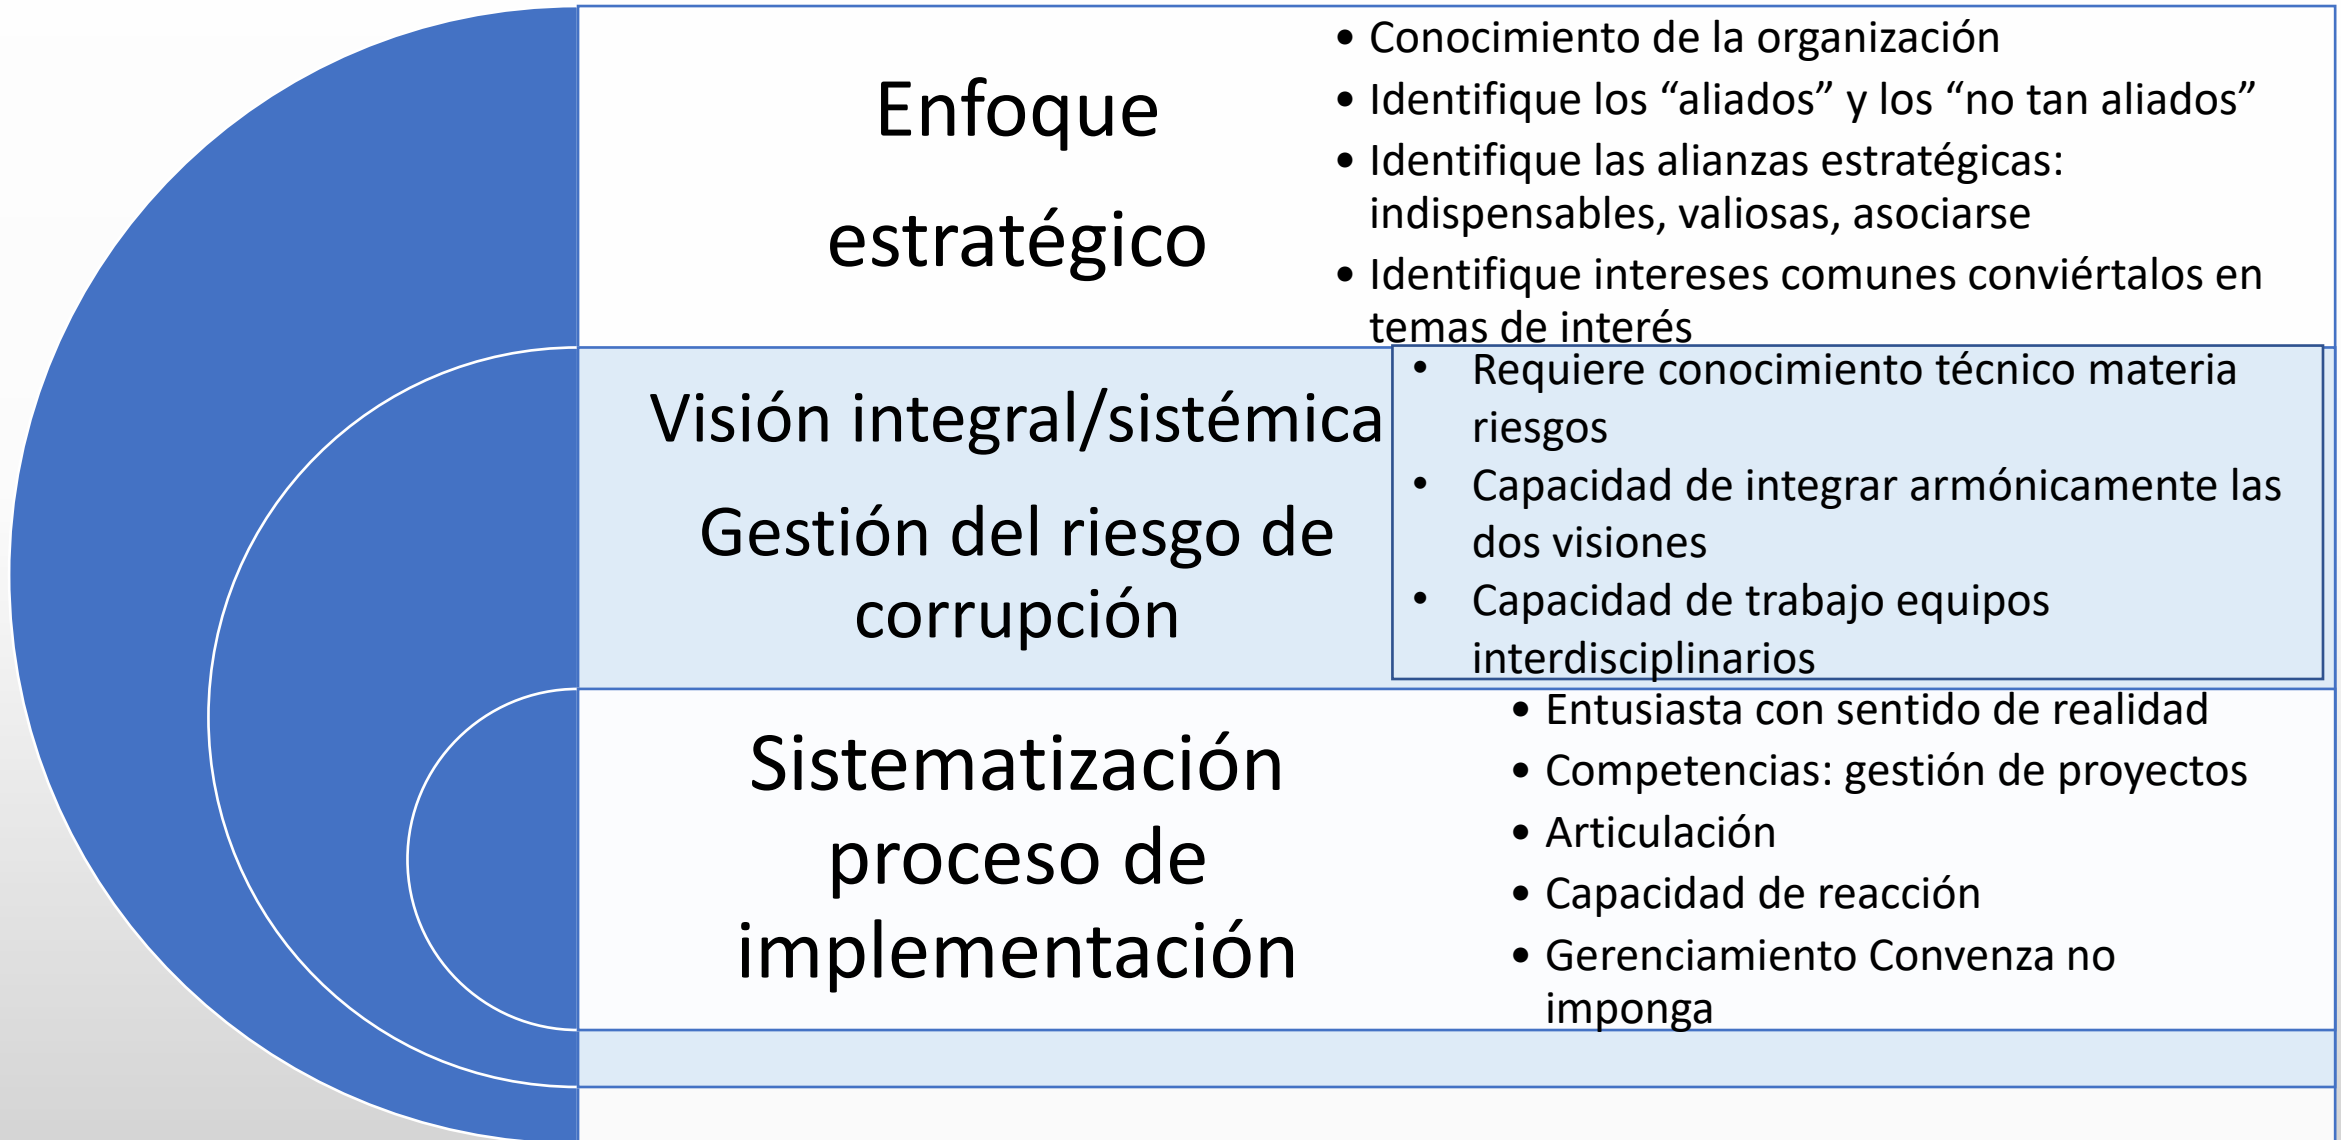 Enfoque
estratégico
• Conocimiento de la organización
• Identifique los “aliados” y los “no tan aliados”
• Identifique las alianzas estratégicas:
indispensables, valiosas, asociarse
• Identifique intereses comunes conviértalos en
temas de interés
Visión integral/sistémica
Gestión del riesgo de
corrupción
• Requiere conocimiento técnico materia
riesgos
• Capacidad de integrar armónicamente las
dos visiones
• Capacidad de trabajo equipos
interdisciplinarios
Sistematización
proceso de
implementación
• Entusiasta con sentido de realidad
• Competencias: gestión de proyectos
• Articulación
• Capacidad de reacción
• Gerenciamiento Convenza no
imponga